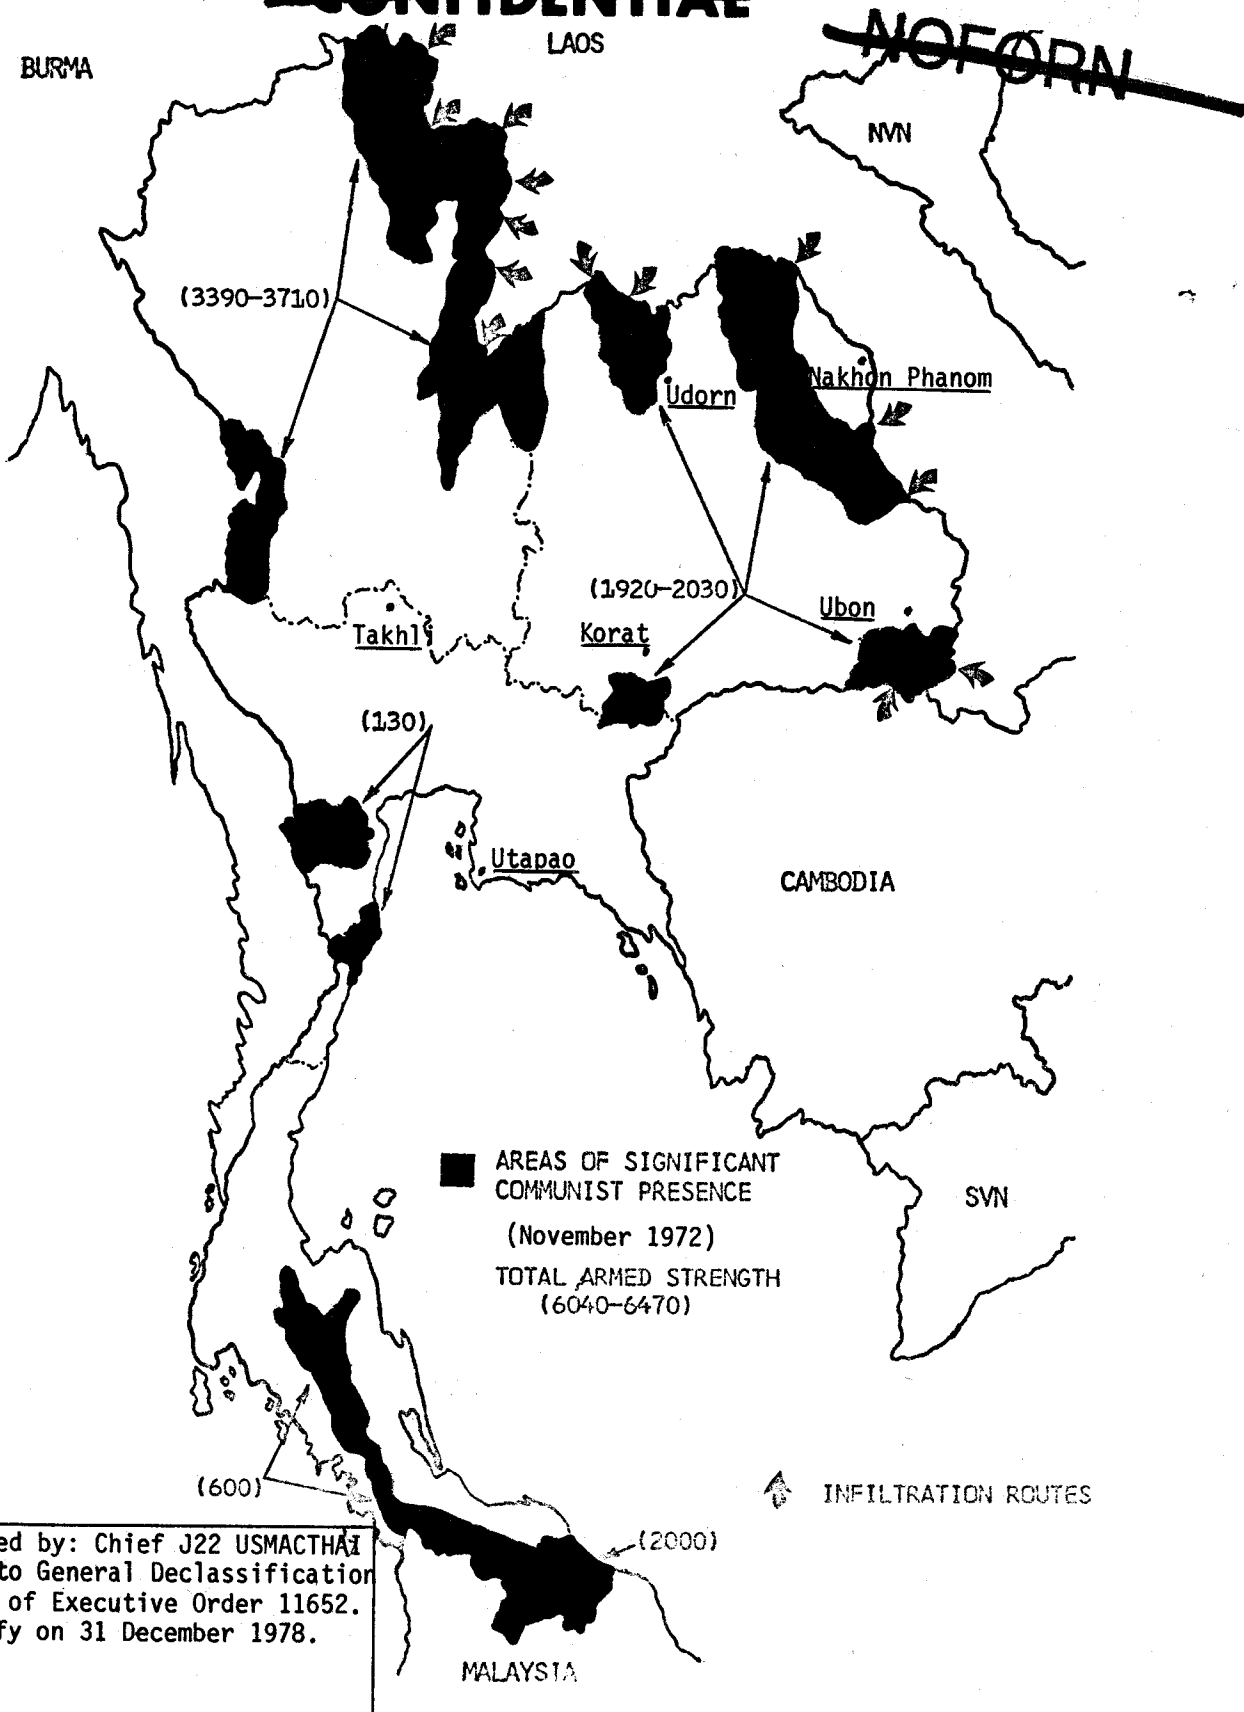 CONFIDENTIAL
NOFORN
BURMA
LAOS
NVN
(3390-3710)
Nakhon Phanom
Udorn
(1920-2030)
Ubon
Takhli
Korat
(130)
Utapao
CAMBODIA
AREAS OF SIGNIFICANT
COMMUNIST PRESENCE
(November 1972)
TOTAL ARMED STRENGTH
(6040-6470)
SVN
(600)
INFILTRATION ROUTES
(2000)
ed by: Chief J22 USMACTHAI
to General Declassification
of Executive Order 11652.
fy on 31 December 1978.
MALAYSIA